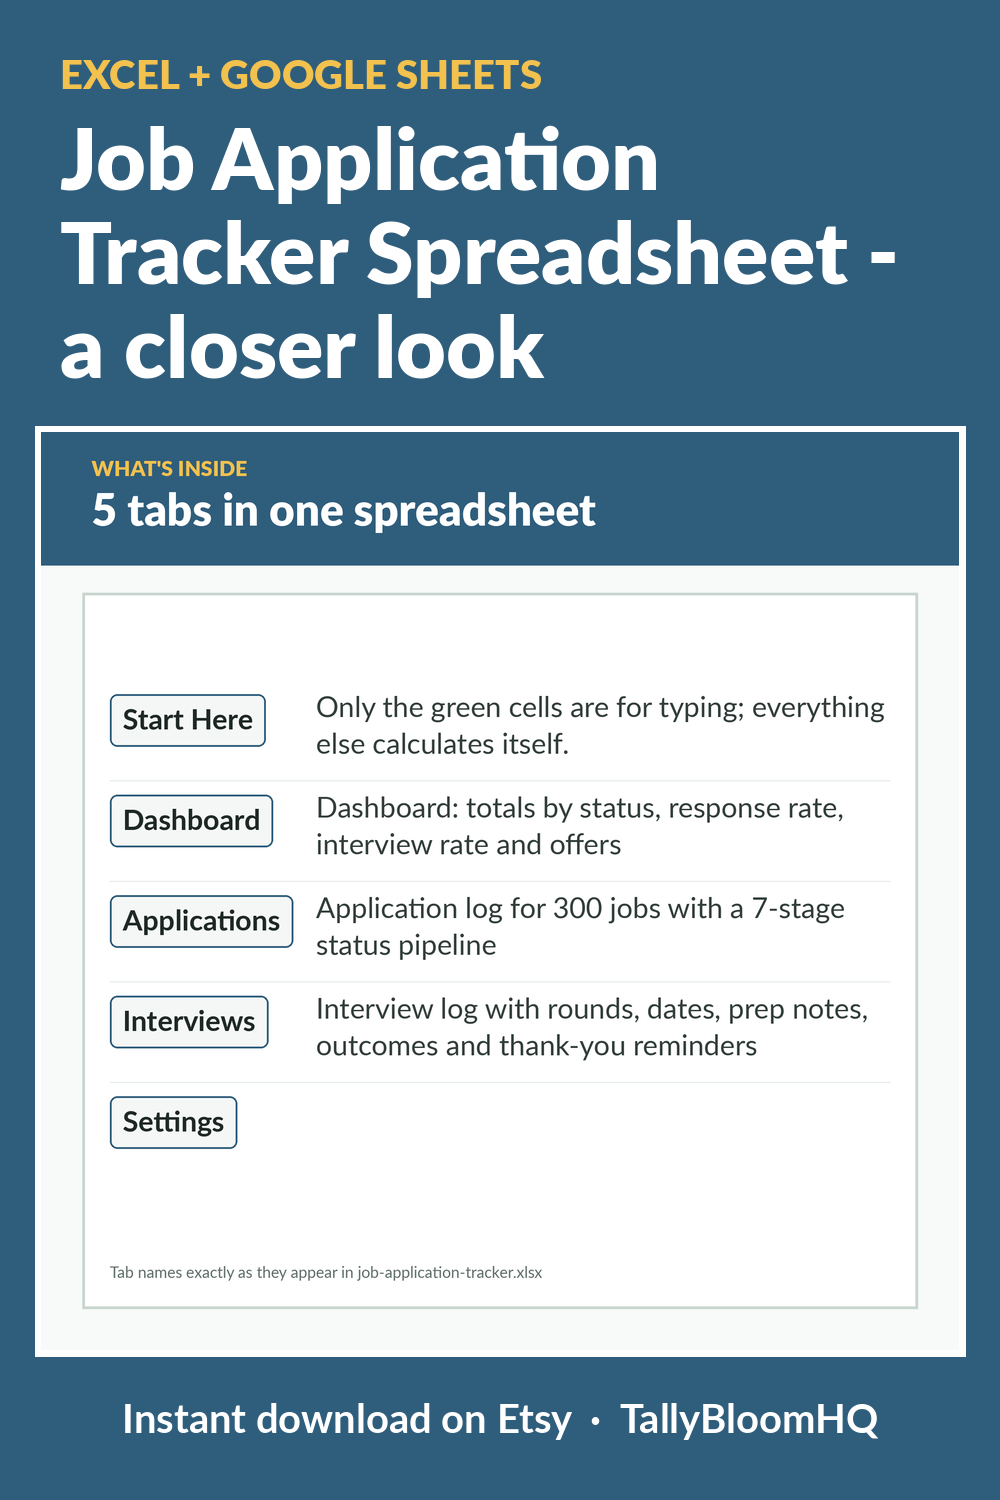 EXCEL + GOOGLE SHEETS
Job Application
Tracker Spreadsheet -
a closer look
WHAT'S INSIDE
5 tabs in one spreadsheet
Start Here
Only the green cells are for typing; everything
else calculates itself.
Dashboard
Dashboard: totals by status, response rate,
interview rate and offers
Applications
Application log for 300 jobs with a 7-stage
status pipeline
Interviews
Interview log with rounds, dates, prep notes,
outcomes and thank-you reminders
Settings
Tab names exactly as they appear in job-application-tracker.xlsx
Instant download on Etsy · TallyBloomHQ